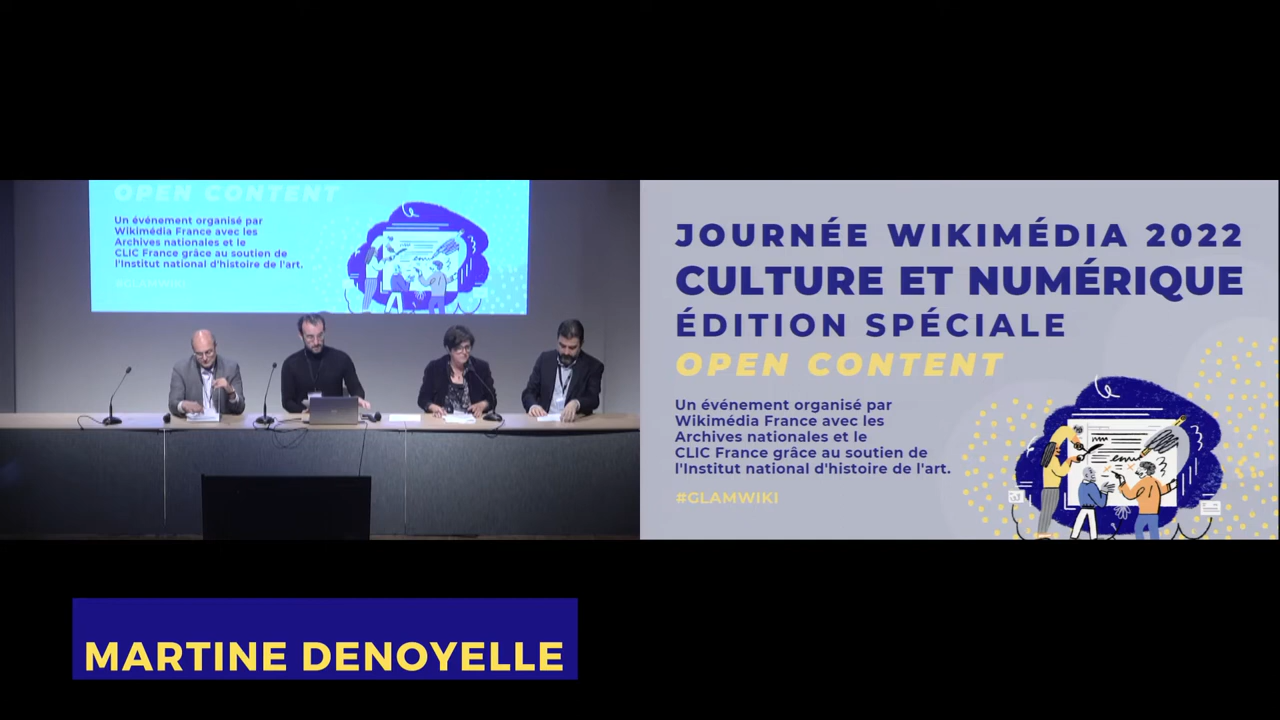 OPEN CONTENT
Un événement organisé par
Wikimédia France avec les
Archives nationales et le
CLIC France grâce au soutien de
l'Institut national d'histoire de l'art.
#GLAMWIKI
JOURNÉE WIKIMÉDIA 2022
CULTURE ET NUMÉRIQUE
ÉDITION SPÉCIALE
OPEN CONTENT
Un événement organisé par
Wikimédia France avec les
Archives nationales et le
CLIC France grâce au soutien de
l'Institut national d'histoire de l'art.
#GLAMWIKI
MARTINE DENOYELLE